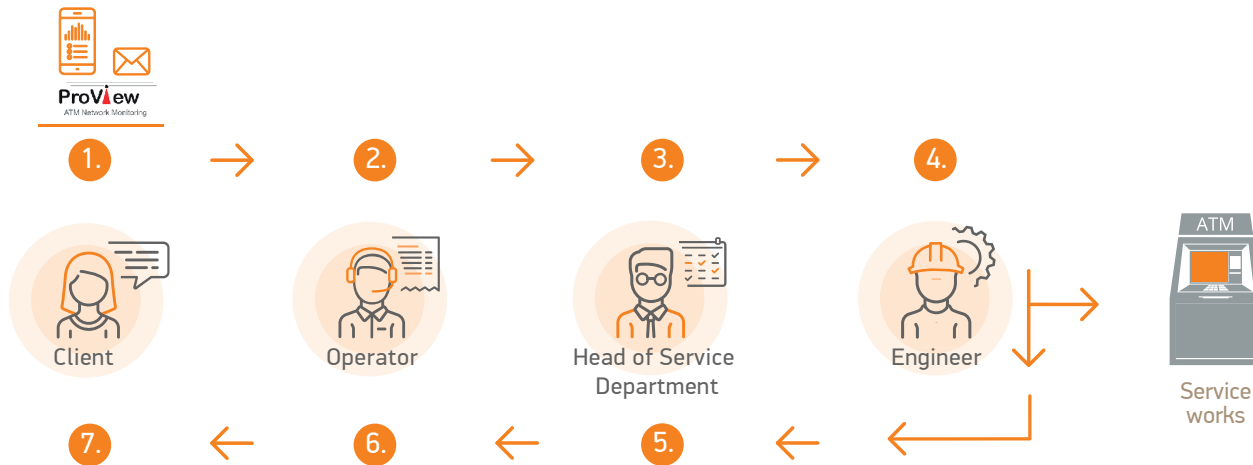 ProView
ATM Network Monitoring
1.
2.
3.
4.
ATM
Client
Operator
Head of Service
Department
Engineer
Service
works
7.
6.
5.